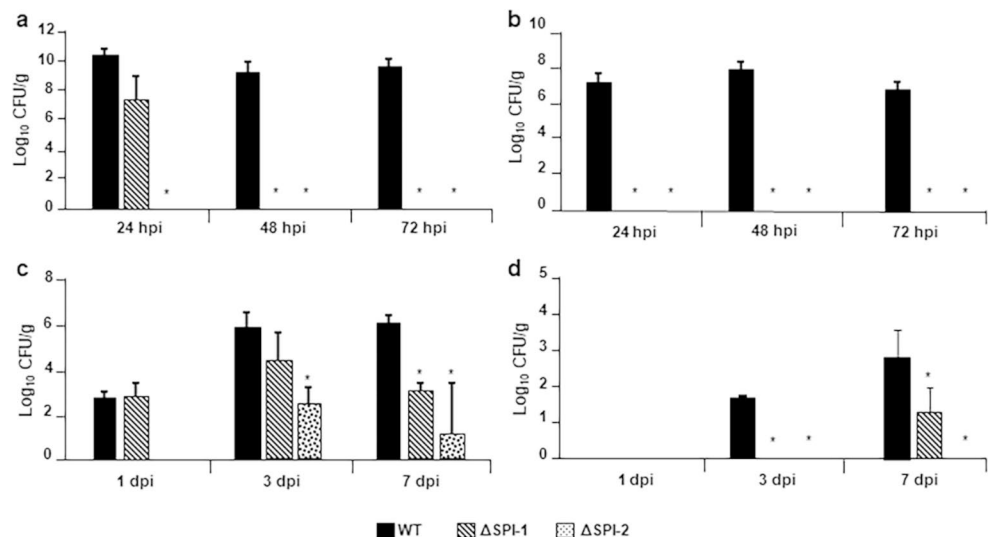 a
b
Log10 CFU/g
12
10
8
6
4
2
0
* * * * *
24 hpi 48 hpi 72 hpi
Log10 CFU/g
10
8
6
4
2
0
* * * * * *
24 hpi 48 hpi 72 hpi
c
d
Log10 CFU/g
8
6
4
2
0
* * *
1 dpi 3 dpi 7 dpi
Log10 CFU/g
5
4
3
2
1
0
* * * *
1 dpi 3 dpi 7 dpi
WT ΔSPI-1 ΔSPI-2